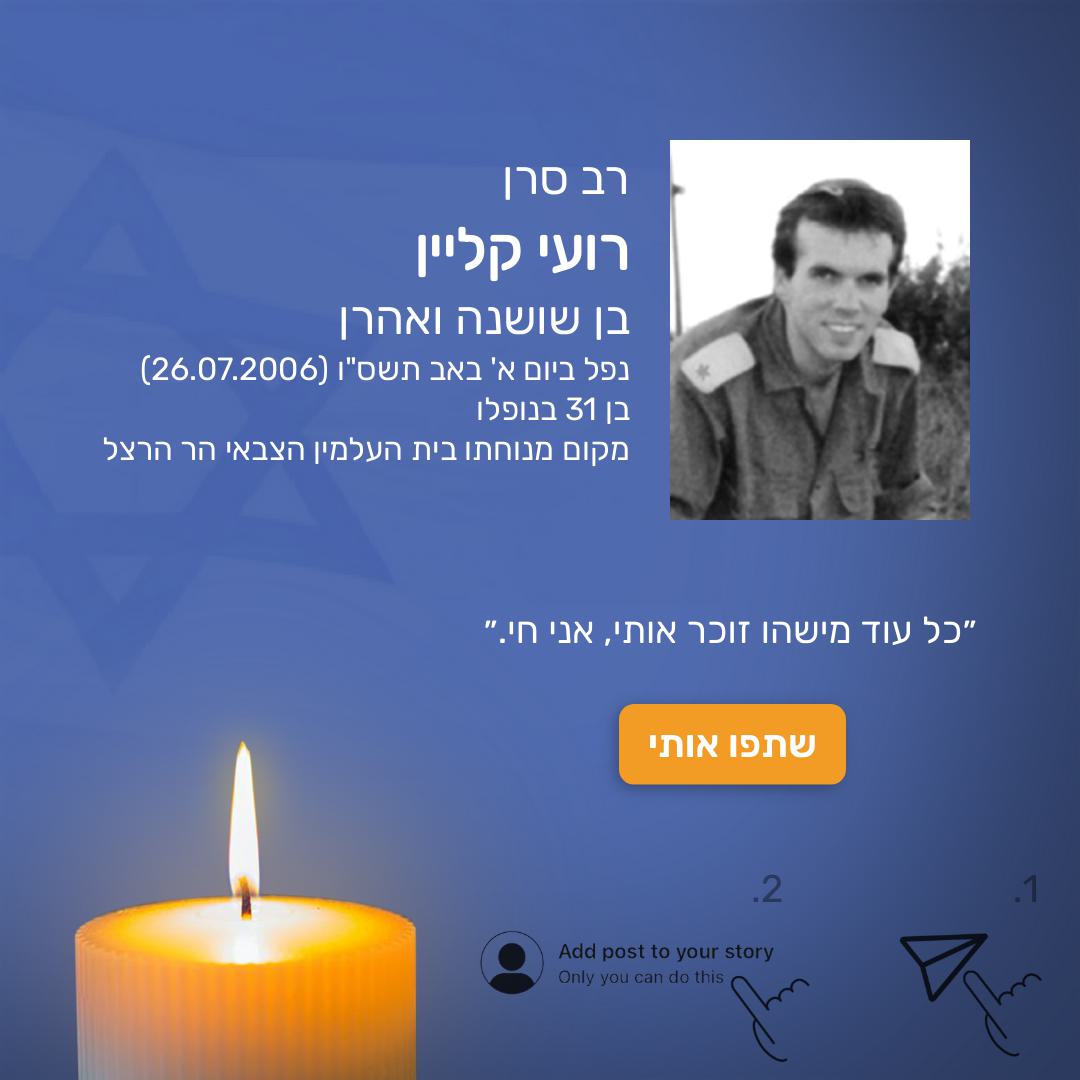 רב סרן
רועי קליין
בן שושנה ואהרן
נפל ביום א' באב תשס"ו (26.07.2006)
בן 31 בנופלו
מקום מנוחתו בית העלמין הצבאי הר הרצל
״כל עוד מישהו זוכר אותי, אני חי.״
שתפו אותי
.1
.2
Add post to your story
Only you can do this